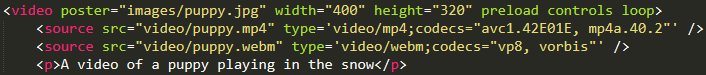 <video poster="images/puppy.jpg" width="400" height="320" preload controls loop>
<source src="video/puppy.mp4" type='video/mp4;codecs="avc1.42E01E, mp4a.40.2"' />
<source src="video/puppy.webm" type='video/webm;codecs="vp8, vorbis"' />
<p>A video of a puppy playing in the snow</p>